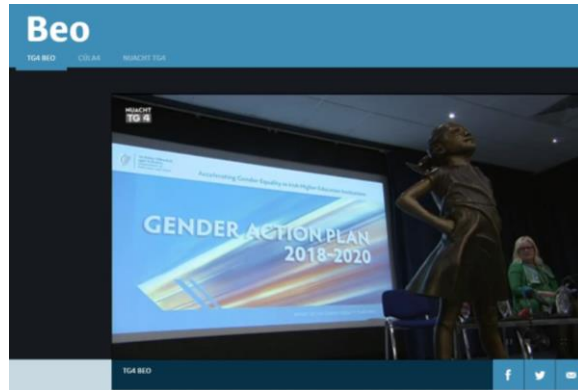 Beo
TG4 BEO CÚLA4 NUACHT TG4
NUACHT
TG4
Accelerating Gender Equality in Irish Higher Education Institutions
GENDER ACTION PLAN
2018-2020
TG4 BEO